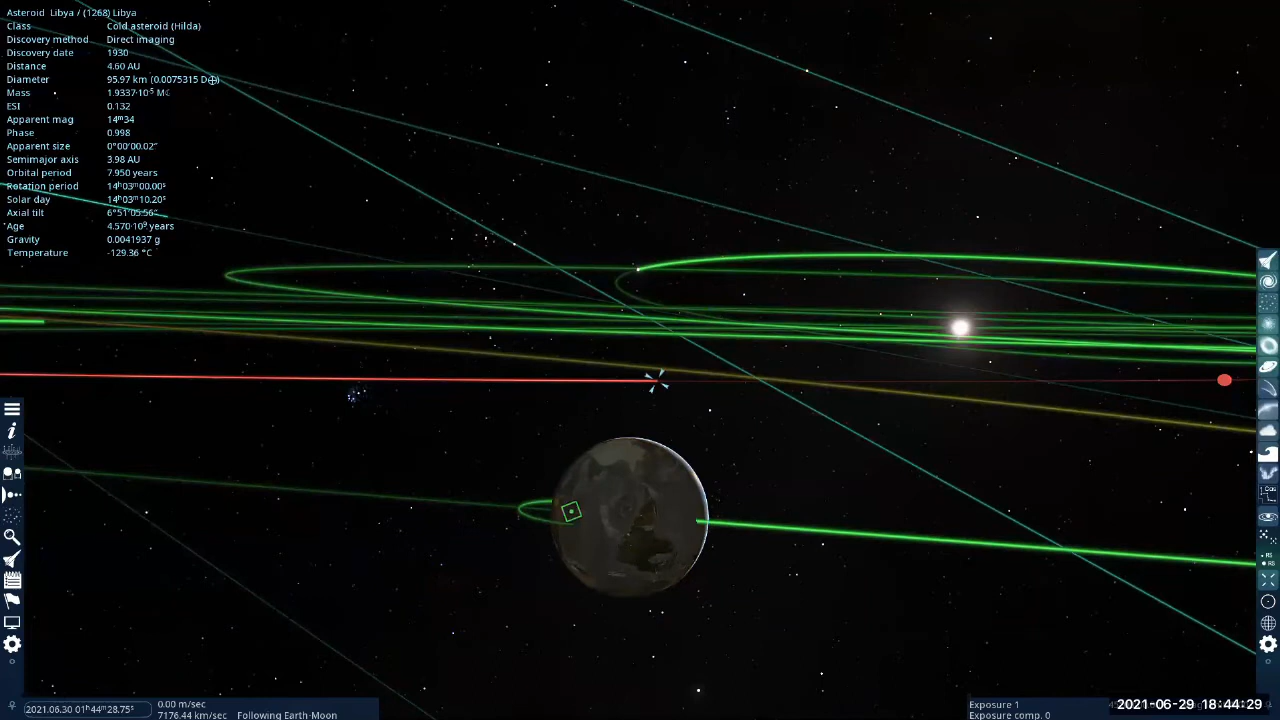 Asteroid Libya / (1268) Libya
Class Cold asteroid (Hilda)
Discovery method Direct imaging
Discovery date 1930
Distance 4.60 AU
Diameter 95.97 km (0.0075315 D⊕)
Mass 1.9337·10⁻⁵ M☾
ESI 0.132
Apparent mag 14ᵐ34
Phase 0.998
Apparent size 0°00'00.02"
Semimajor axis 3.98 AU
Orbital period 7.950 years
Rotation period 14ʰ03ᵐ00.00ˢ
Solar day 14ʰ03ᵐ10.20ˢ
Axial tilt 6°51'05.56"
Age 4.570·10⁹ years
Gravity 0.0041937 g
Temperature -129.36 °C
1 Gas
RS
RS
2021.06.30 01ʰ44ᵐ28.75ˢ
0.00 m/sec
7176.44 km/sec Following Earth-Moon
Exposure 1
Exposure comp. 0
2021-06-29 18:44:29